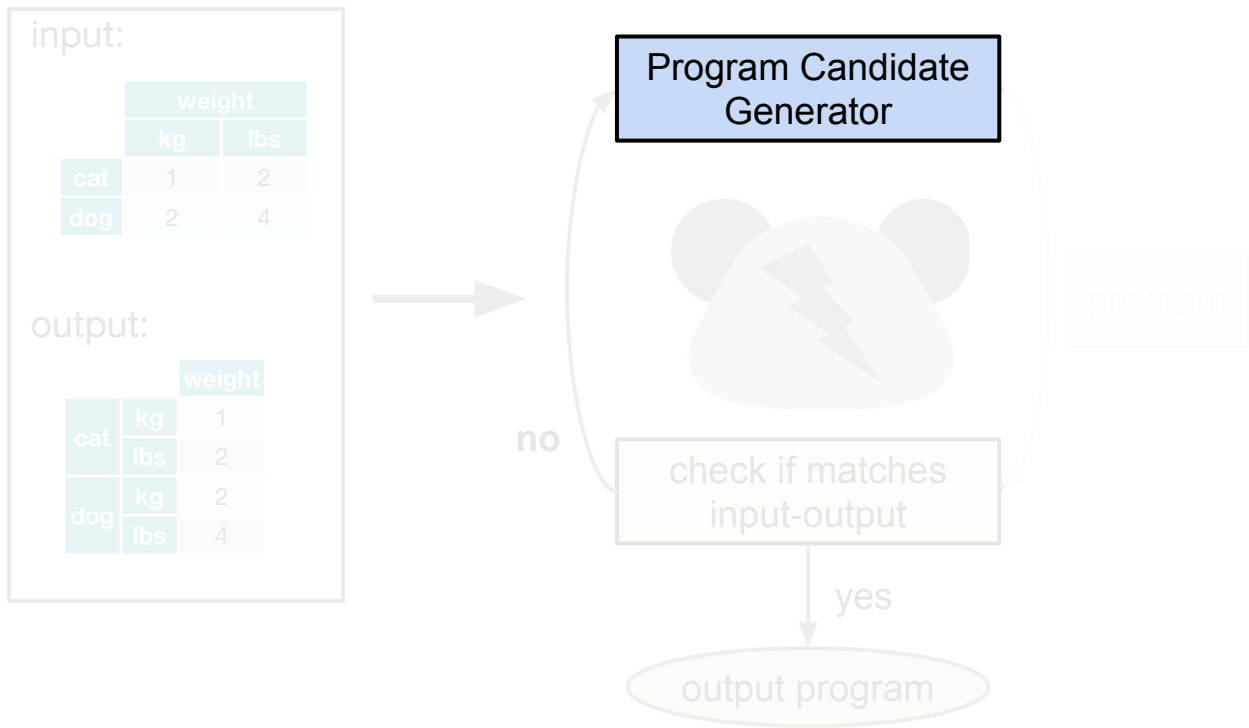 input:
weight
kg lbs
cat 1 2
dog 2 4
output:
weight
cat kg 1
lbs 2
dog kg 2
lbs 4
Program Candidate
Generator
program
no
check if matches
input-output
yes
output program